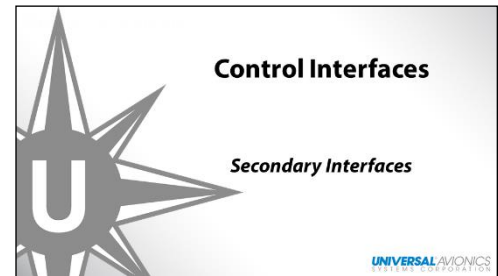 Control Interfaces
Secondary Interfaces
U
UNIVERSAL AVIONICS
SYSTEMS CORPORATION